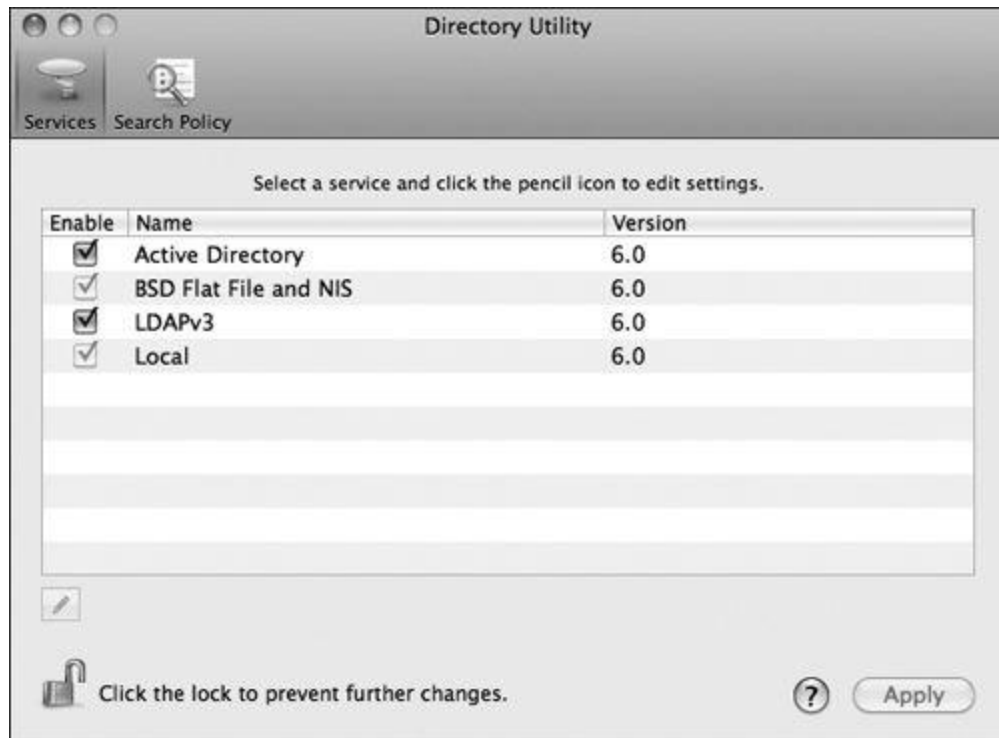 Directory Utility
Services Search Policy
Select a service and click the pencil icon to edit settings.
Enable Name Version
Active Directory 6.0
BSD Flat File and NIS 6.0
LDAPv3 6.0
Local 6.0
Click the lock to prevent further changes.
? Apply